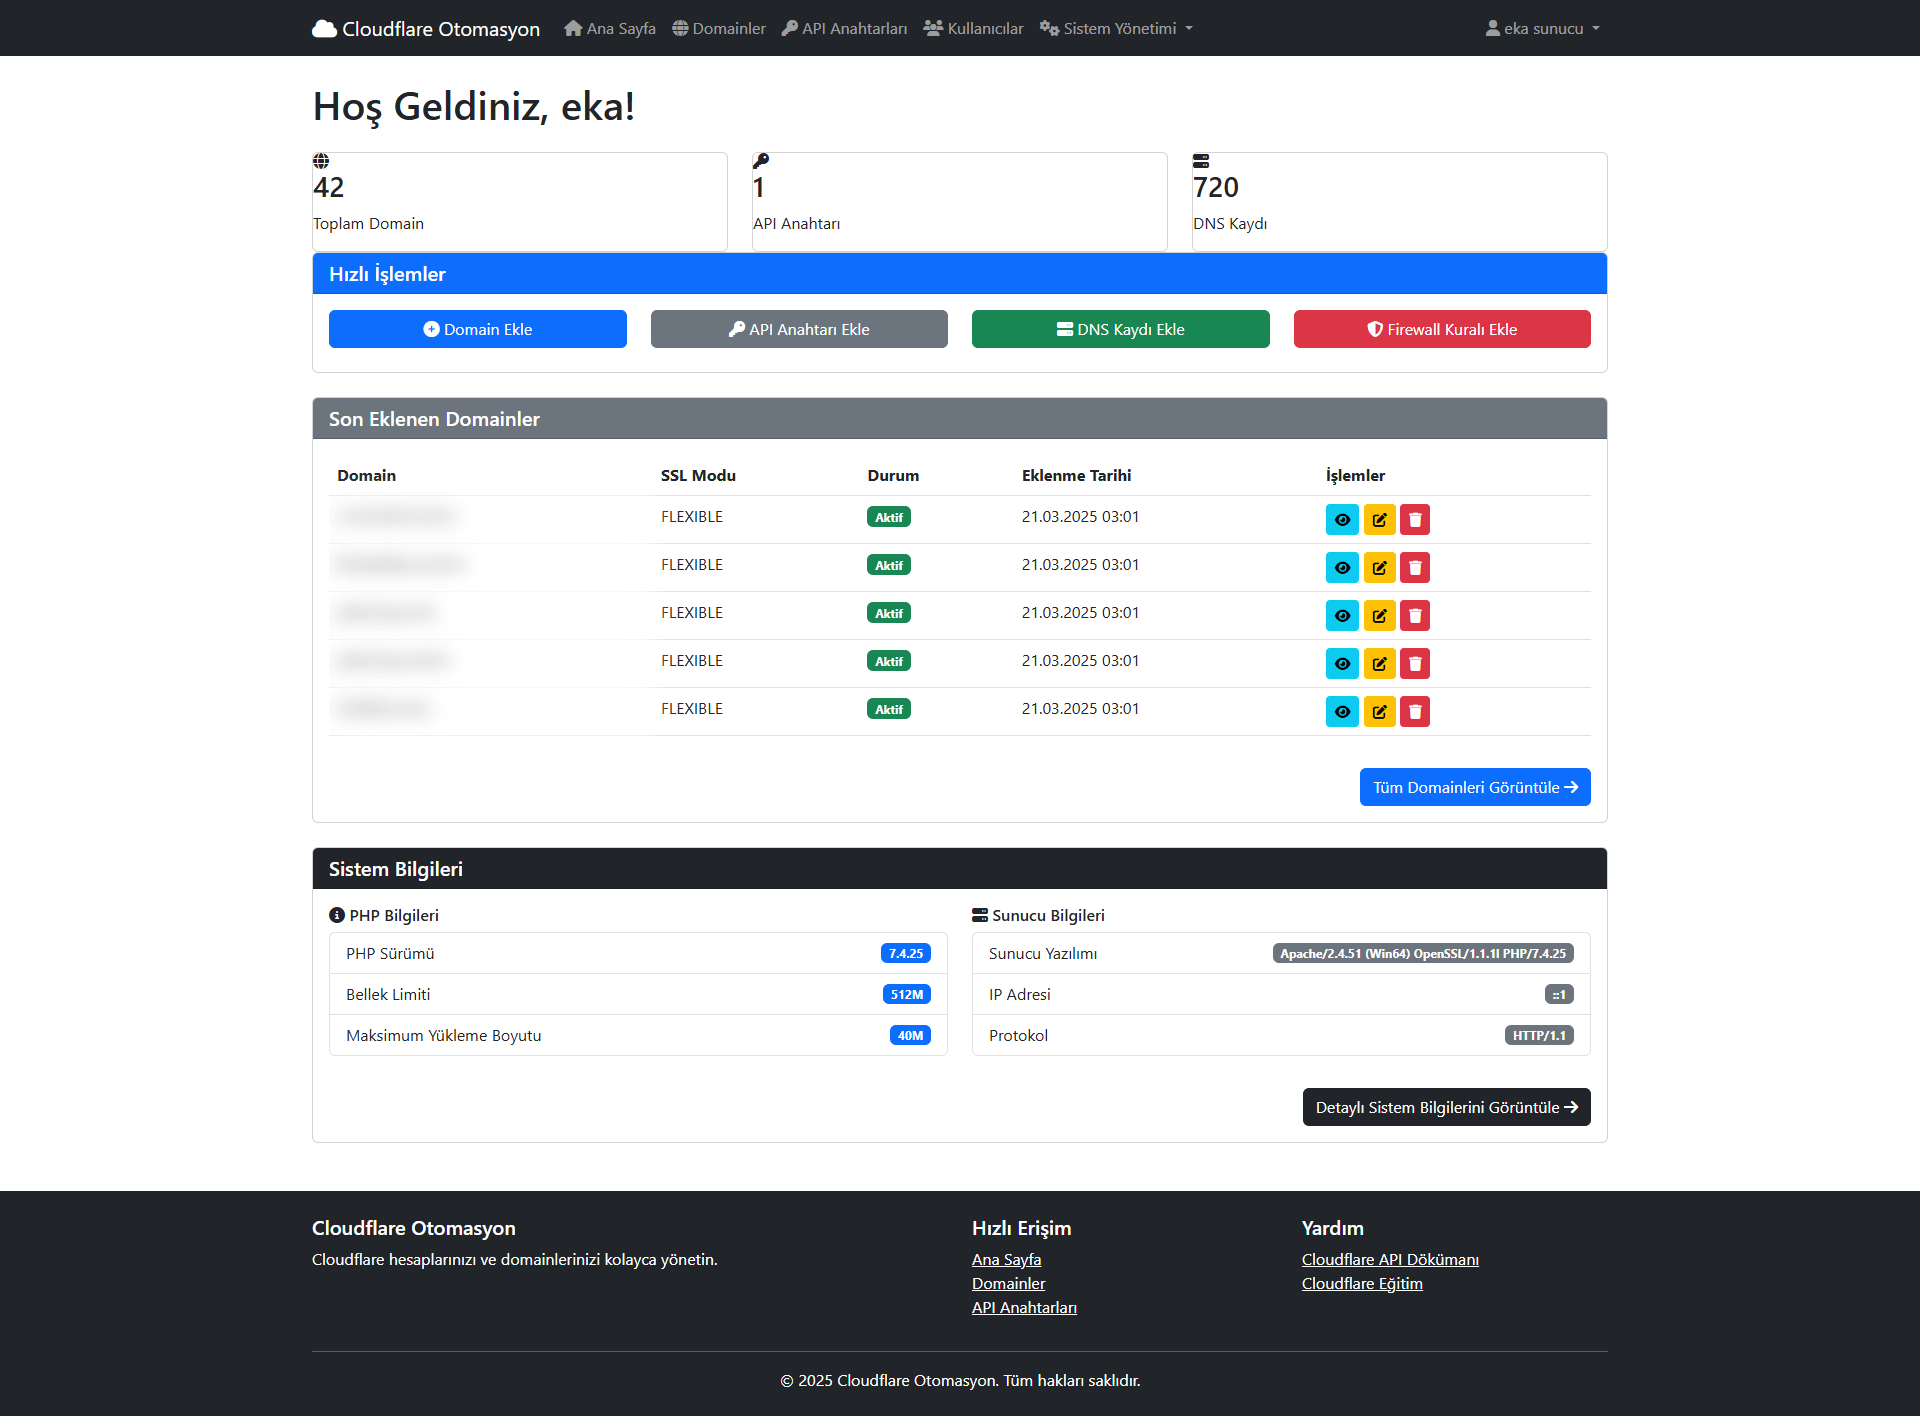 Cloudflare Otomasyon Ana Sayfa Domainler API Anahtarları Kullanıcılar Sistem Yönetimi eka sunucu
Hoş Geldiniz, eka!
42
Toplam Domain
1
API Anahtarı
720
DNS Kaydı
Hızlı İşlemler
Domain Ekle API Anahtarı Ekle DNS Kaydı Ekle Firewall Kuralı Ekle
Son Eklenen Domainler
Domain SSL Modu Durum Eklenme Tarihi İşlemler
FLEXIBLE Aktif 21.03.2025 03:01
FLEXIBLE Aktif 21.03.2025 03:01
FLEXIBLE Aktif 21.03.2025 03:01
FLEXIBLE Aktif 21.03.2025 03:01
FLEXIBLE Aktif 21.03.2025 03:01
Tüm Domainleri Görüntüle
Sistem Bilgileri
PHP Bilgileri
PHP Sürümü 7.4.25
Bellek Limiti 512M
Maksimum Yükleme Boyutu 40M
Sunucu Bilgileri
Sunucu Yazılımı Apache/2.4.51 (Win64) OpenSSL/1.1.1l PHP/7.4.25
IP Adresi ::1
Protokol HTTP/1.1
Detaylı Sistem Bilgilerini Görüntüle
Cloudflare Otomasyon
Cloudflare hesaplarınızı ve domainlerinizi kolayca yönetin.
Hızlı Erişim
Ana Sayfa
Domainler
API Anahtarları
Yardım
Cloudflare API Dökümanı
Cloudflare Eğitim
© 2025 Cloudflare Otomasyon. Tüm hakları saklıdır.